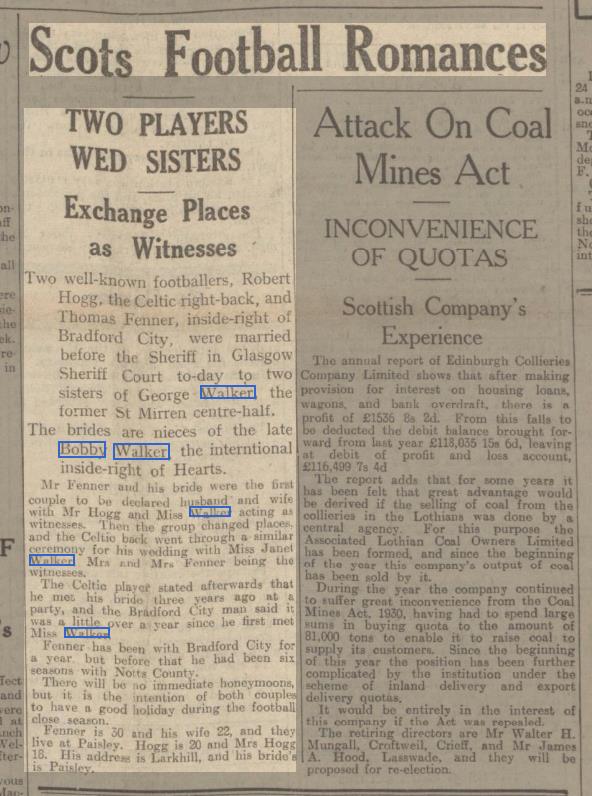 Scots Football Romances
TWO PLAYERS
WED SISTERS
Exchange Places
as Witnesses
Two well-known footballers, Robert
Hogg, the Celtic right-back, and
Thomas Fenner, inside-right of
Bradford City, were married
before the Sheriff in Glasgow
Sheriff Court to-day to two
sisters of George Walker, the
former St Mirren centre-half.
The brides are nieces of the late
Bobby Walker, the interntional
inside-right of Hearts.
Mr Fenner and his bride were the first
couple to be declared husband and wife
with Mr Hogg and Miss Walker acting as
witnesses. Then the group changed places,
and the Celtic back went through a similar
ceremony for his wedding with Miss Janet
Walker. Mrs and Mrs Fenner being the
witnesses.
The Celtic player stated afterwards that
he met his bride three years ago at a
party, and the Bradford City man said it
was a little over a year since he first met
Miss Walker.
Fenner has been with Bradford City for
a year, but before that he had been six
seasons with Notts County.
There will be no immediate honeymoons,
but it is the intention of both couples
to have a good holiday during the football
close season.
Fenner is 30 and his wife 22, and they
live at Paisley. Hogg is 20 and Mrs Hogg
18. His address is Larkhill, and his bride's
is Paisley.
Attack On Coal
Mines Act
INCONVENIENCE
OF QUOTAS
Scottish Company's
Experience
The annual report of Edinburgh Collieries
Company Limited shows that after making
provision for interest on housing loans,
wagons, and bank overdraft, there is a
profit of £1536 8s 2d. From this falls to
be deducted the debit balance brought for-
ward from last year £118,035 15s 6d, leaving
at debit of profit and loss account,
£116,499 7s 4d
The report adds that for some years it
has been felt that great advantage would
be derived if the selling of coal from the
collieries in the Lothians was done by a
central agency. For this purpose the
Associated Lothian Coal Owners Limited
has been formed, and since the beginning
of the year this company's output of coal
has been sold by it.
During the year the company continued
to suffer great inconvenience from the Coal
Mines Act, 1930, having had to spend large
sums in buying quota to the amount of
81,000 tons to enable it to raise coal to
supply its customers. Since the beginning
of this year the position has been further
complicated by the institution under the
scheme of inland delivery and export
delivery quotas.
It would be entirely in the interest of
this company if the Act was repealed.
The retiring directors are Mr Walter H.
Mungall, Croftweil, Crieff, and Mr James
A. Hood, Lasswade, and they will be
proposed for re-election.